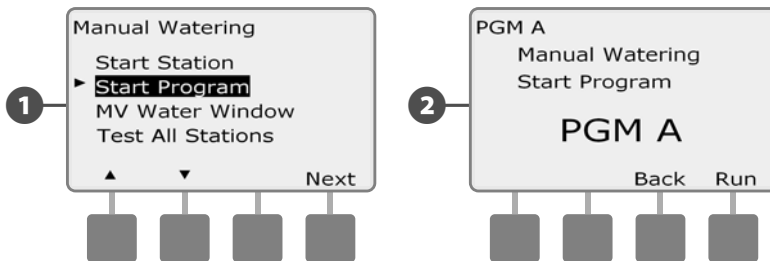 1
Manual Watering
Start Station
► Start Program
MV Water Window
Test All Stations
▲ ▼ Next
2
PGM A
Manual Watering
Start Program
PGM A
Back Run